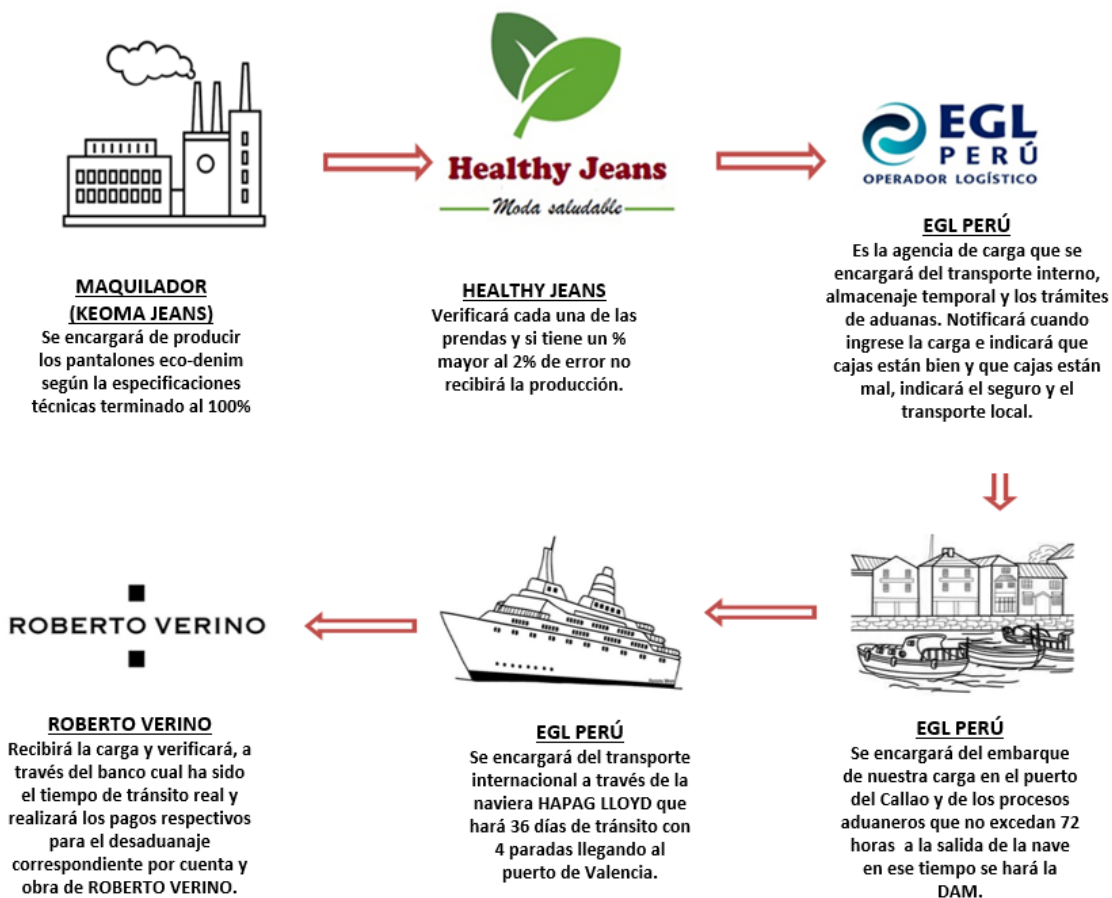 Healthy Jeans
Moda saludable
EGL
PERÚ
OPERADOR LOGÍSTICO
MAQUILADOR
(KEOMA JEANS)
Se encargará de producir
los pantalones eco-denim
según la especificaciones
técnicas terminado al 100%
HEALTHY JEANS
Verificará cada una de las
prendas y si tiene un %
mayor al 2% de error no
recibirá la producción.
EGL PERÚ
Es la agencia de carga que se
encargará del transporte interno,
almacenaje temporal y los trámites
de aduanas. Notificará cuando
ingrese la carga e indicará que
cajas están bien y que cajas están
mal, indicará el seguro y el
transporte local.
ROBERTO VERINO
ROBERTO VERINO
Recibirá la carga y verificará, a
través del banco cual ha sido
el tiempo de tránsito real y
realizará los pagos respectivos
para el desaduanaje
correspondiente por cuenta y
obra de ROBERTO VERINO.
EGL PERÚ
Se encargará del transporte
internacional a través de la
naviera HAPAG LLOYD que
hará 36 días de tránsito con
4 paradas llegando al
puerto de Valencia.
EGL PERÚ
Se encargará del embarque
de nuestra carga en el puerto
del Callao y de los procesos
aduaneros que no excedan 72
horas a la salida de la nave
en ese tiempo se hará la
DAM.